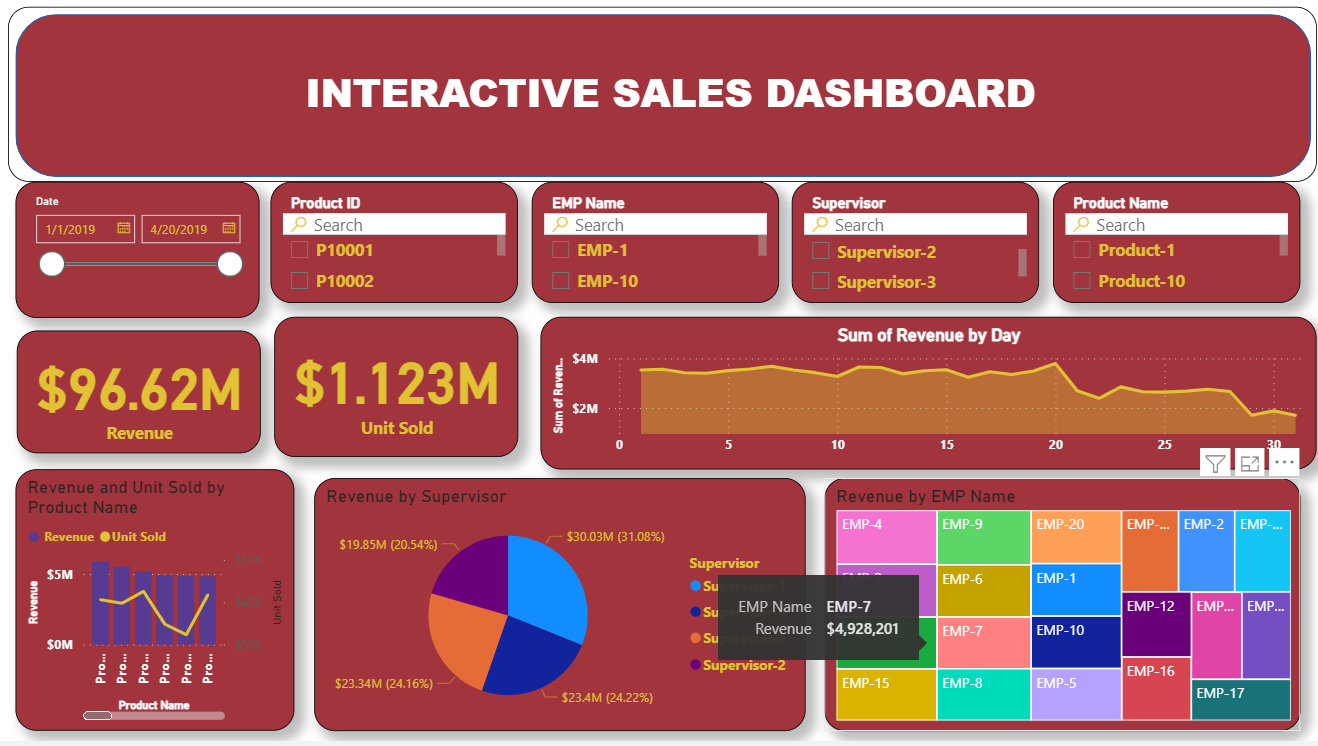 INTERACTIVE SALES DASHBOARD
Date
1/1/2019
4/20/2019
Product ID
Search
P10001
P10002
EMP Name
Search
EMP-1
EMP-10
Supervisor
Search
Supervisor-2
Supervisor-3
Product Name
Search
Product-1
Product-10
$96.62M
Revenue
$1.123M
Unit Sold
Sum of Revenue by Day
Sum of Reven...
$4M
$2M
0 5 10 15 20 25 30
Revenue and Unit Sold by
Product Name
Revenue Unit Sold
Revenue
$5M
$0M
$50K
$40K
$30K
Unit Sold
Pro... Pro... Pro... Pro... Pro... Pro...
Product Name
Revenue by Supervisor
$30.03M (31.08%)
$19.85M (20.54%)
$23.34M (24.16%)
$23.4M (24.22%)
Supervisor
Supervisor-1
Supervisor-2
Revenue by EMP Name
EMP-4
EMP-9
EMP-20
EMP-...
EMP-2
EMP-...
EMP-6
EMP-1
EMP-12
EMP...
EMP...
EMP Name EMP-7
Revenue $4,928,201
EMP-7
EMP-10
EMP-16
EMP-15
EMP-8
EMP-5
EMP-17